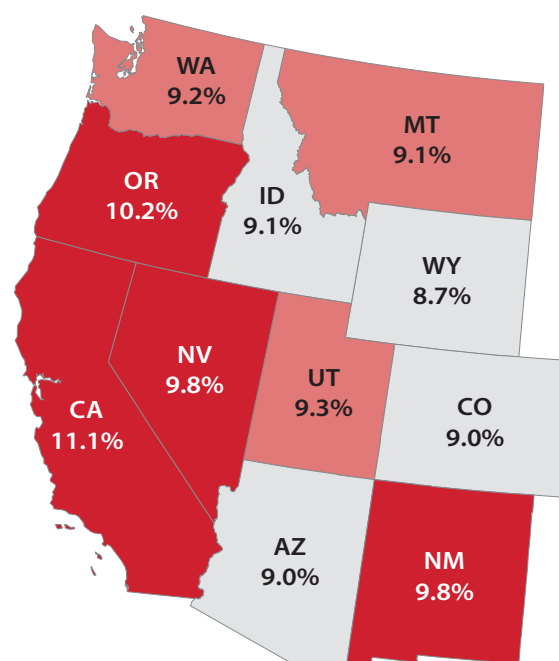 WA
9.2%
MT
9.1%
OR
10.2%
ID
9.1%
WY
8.7%
NV
9.8%
UT
9.3%
CA
11.1%
CO
9.0%
AZ
9.0%
NM
9.8%